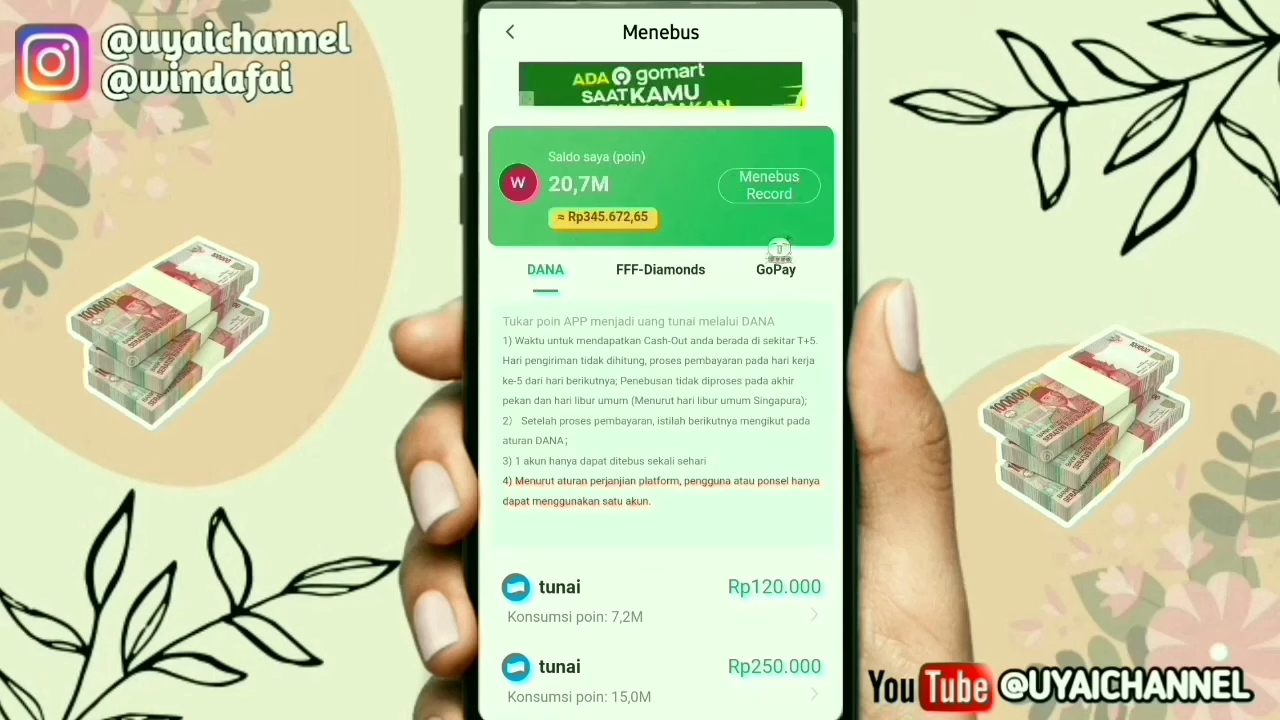 @uyaichannel
@windafai
Menebus
ADA gomart
SAAT KAMU
Saldo saya (poin)
W
20,7M
Menebus
Record
≈ Rp345.672,65
DANA
FFF-Diamonds
GoPay
Tukar poin APP menjadi uang tunai melalui DANA
1) Waktu untuk mendapatkan Cash-Out anda berada di sekitar T+5.
Hari pengiriman tidak dihitung, proses pembayaran pada hari kerja
ke-5 dari hari berikutnya; Penebusan tidak diproses pada akhir
pekan dan hari libur umum (Menurut hari libur umum Singapura);
2） Setelah proses pembayaran, istilah berikutnya mengikut pada
aturan DANA；
3) 1 akun hanya dapat ditebus sekali sehari
4) Menurut aturan perjanjian platform, pengguna atau ponsel hanya
dapat menggunakan satu akun.
tunai
Rp120.000
Konsumsi poin: 7,2M
tunai
Rp250.000
Konsumsi poin: 15,0M
100000
100000
YouTube @UYAICHANNEL